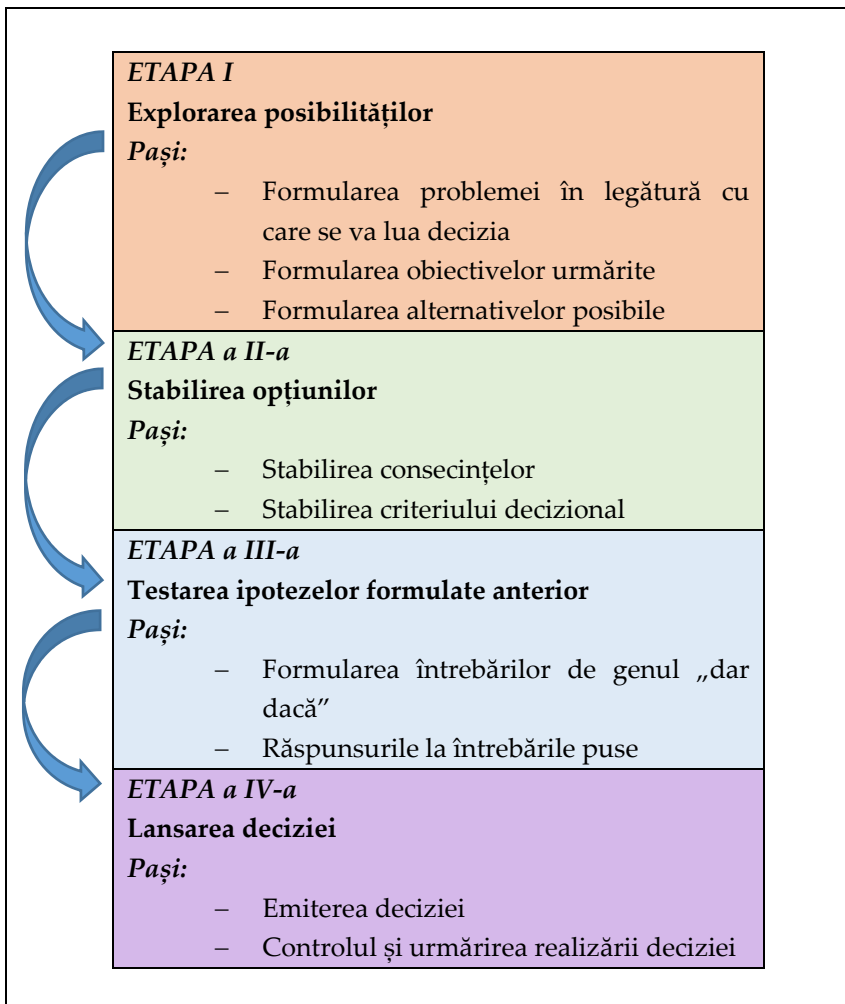 ETAPA I
Explorarea posibilităților
Pași:
− Formularea problemei în legătură cu
care se va lua decizia
− Formularea obiectivelor urmărite
− Formularea alternativelor posibile
ETAPA a II-a
Stabilirea opțiunilor
Pași:
− Stabilirea consecințelor
− Stabilirea criteriului decizional
ETAPA a III-a
Testarea ipotezelor formulate anterior
Pași:
− Formularea întrebărilor de genul „dar
dacă”
− Răspunsurile la întrebările puse
ETAPA a IV-a
Lansarea deciziei
Pași:
− Emiterea deciziei
− Controlul și urmărirea realizării deciziei